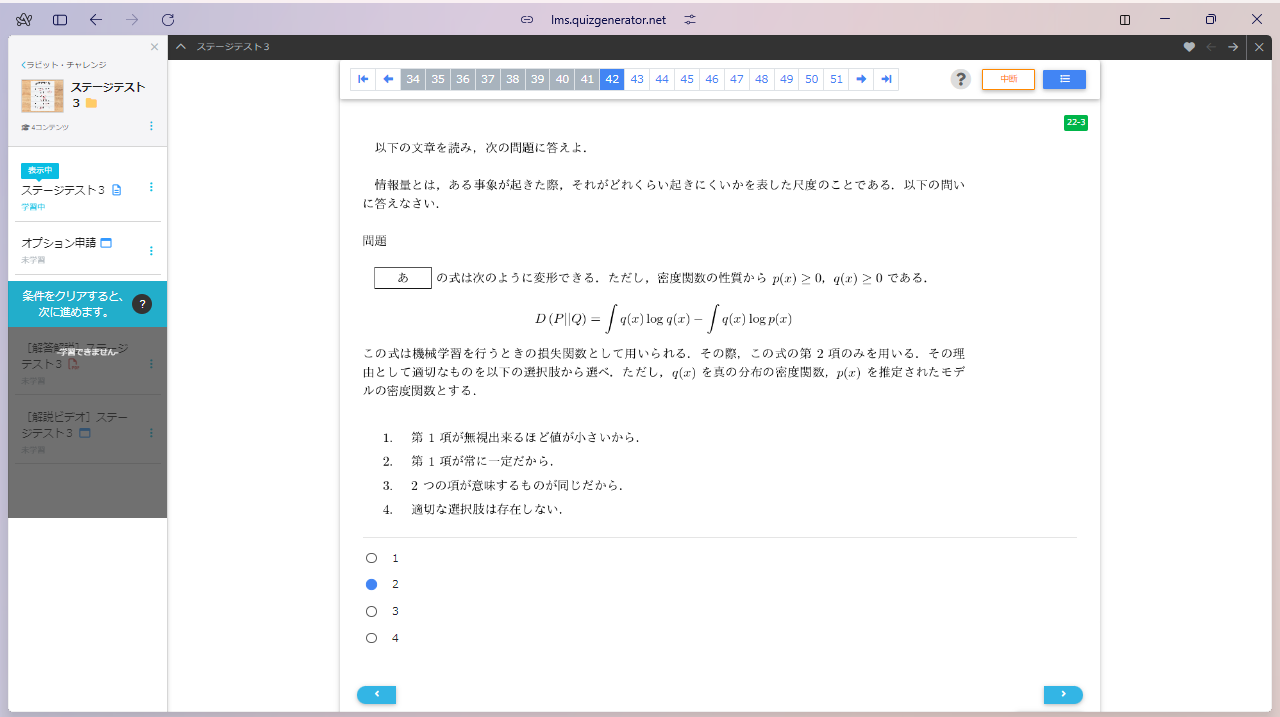 lms.quizgenerator.net
ステージテスト3
ラビット・チャレンジ
ステージテスト
3
4コンテンツ
表示中
ステージテスト3
学習中
オプション申請
未学習
条件をクリアすると、
次に進めます。
?
学習できません
［解答解説］ステージ
テスト3
未学習
［解説ビデオ］ステー
ジテスト3
未学習
34 35 36 37 38 39 40 41 42 43 44 45 46 47 48 49 50 51
?
中断
22-3
以下の文章を読み，次の問題に答えよ．
情報量とは，ある事象が起きた際，それがどれくらい起きにくいかを表した尺度のことである．以下の問い
に答えなさい．
問題
あ の式は次のように変形できる．ただし，密度関数の性質から p(x) ≥ 0，q(x) ≥ 0 である．
D (P||Q) = ∫ q(x) log q(x) − ∫ q(x) log p(x)
この式は機械学習を行うときの損失関数として用いられる．その際，この式の第 2 項のみを用いる．その理
由として適切なものを以下の選択肢から選べ．ただし，q(x) を真の分布の密度関数，p(x) を推定されたモデ
ルの密度関数とする．
1. 第 1 項が無視出来るほど値が小さいから．
2. 第 1 項が常に一定だから．
3. 2 つの項が意味するものが同じだから．
4. 適切な選択肢は存在しない．
1
2
3
4